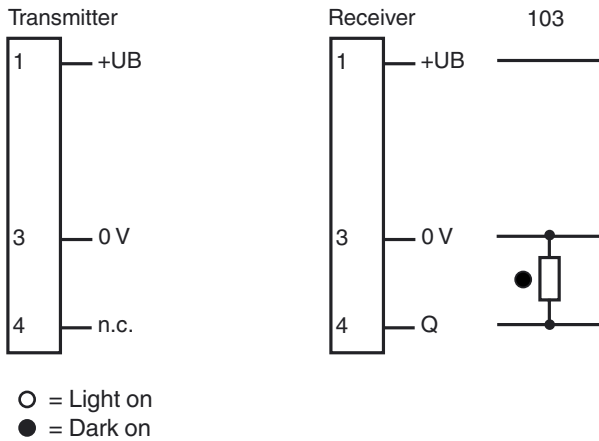 Transmitter
1 +UB
3 0 V
4 n.c.
Receiver 103
1 +UB
3 0 V
4 Q
= Light on
= Dark on